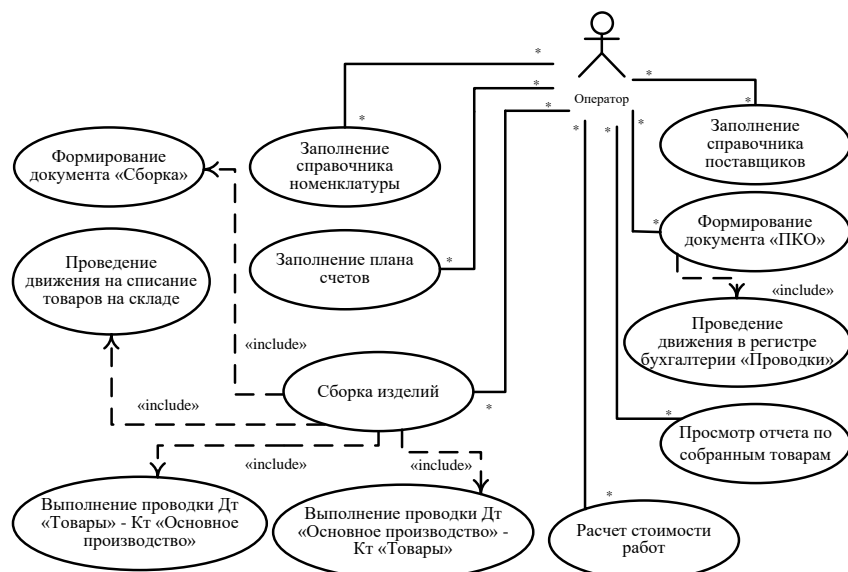 *
*
*
*
Оператор
*
*
*
*
*
*
*
Заполнение
справочника
поставщиков
Формирование
документа «Сборка»
Заполнение
справочника
номенклатуры
*
Формирование
документа «ПКО»
Проведение
движения на списание
товаров на складе
Заполнение плана
счетов
*
«include»
Проведение
движения в регистре
бухгалтерии «Проводки»
«include»
Сборка изделий
*
«include»
*
Просмотр отчета по
собранным товарам
«include»
«include»
Выполнение проводки Дт
«Товары» - Кт «Основное
производство»
Выполнение проводки Дт
«Основное производство» -
Кт «Товары»
*
Расчет стоимости
работ